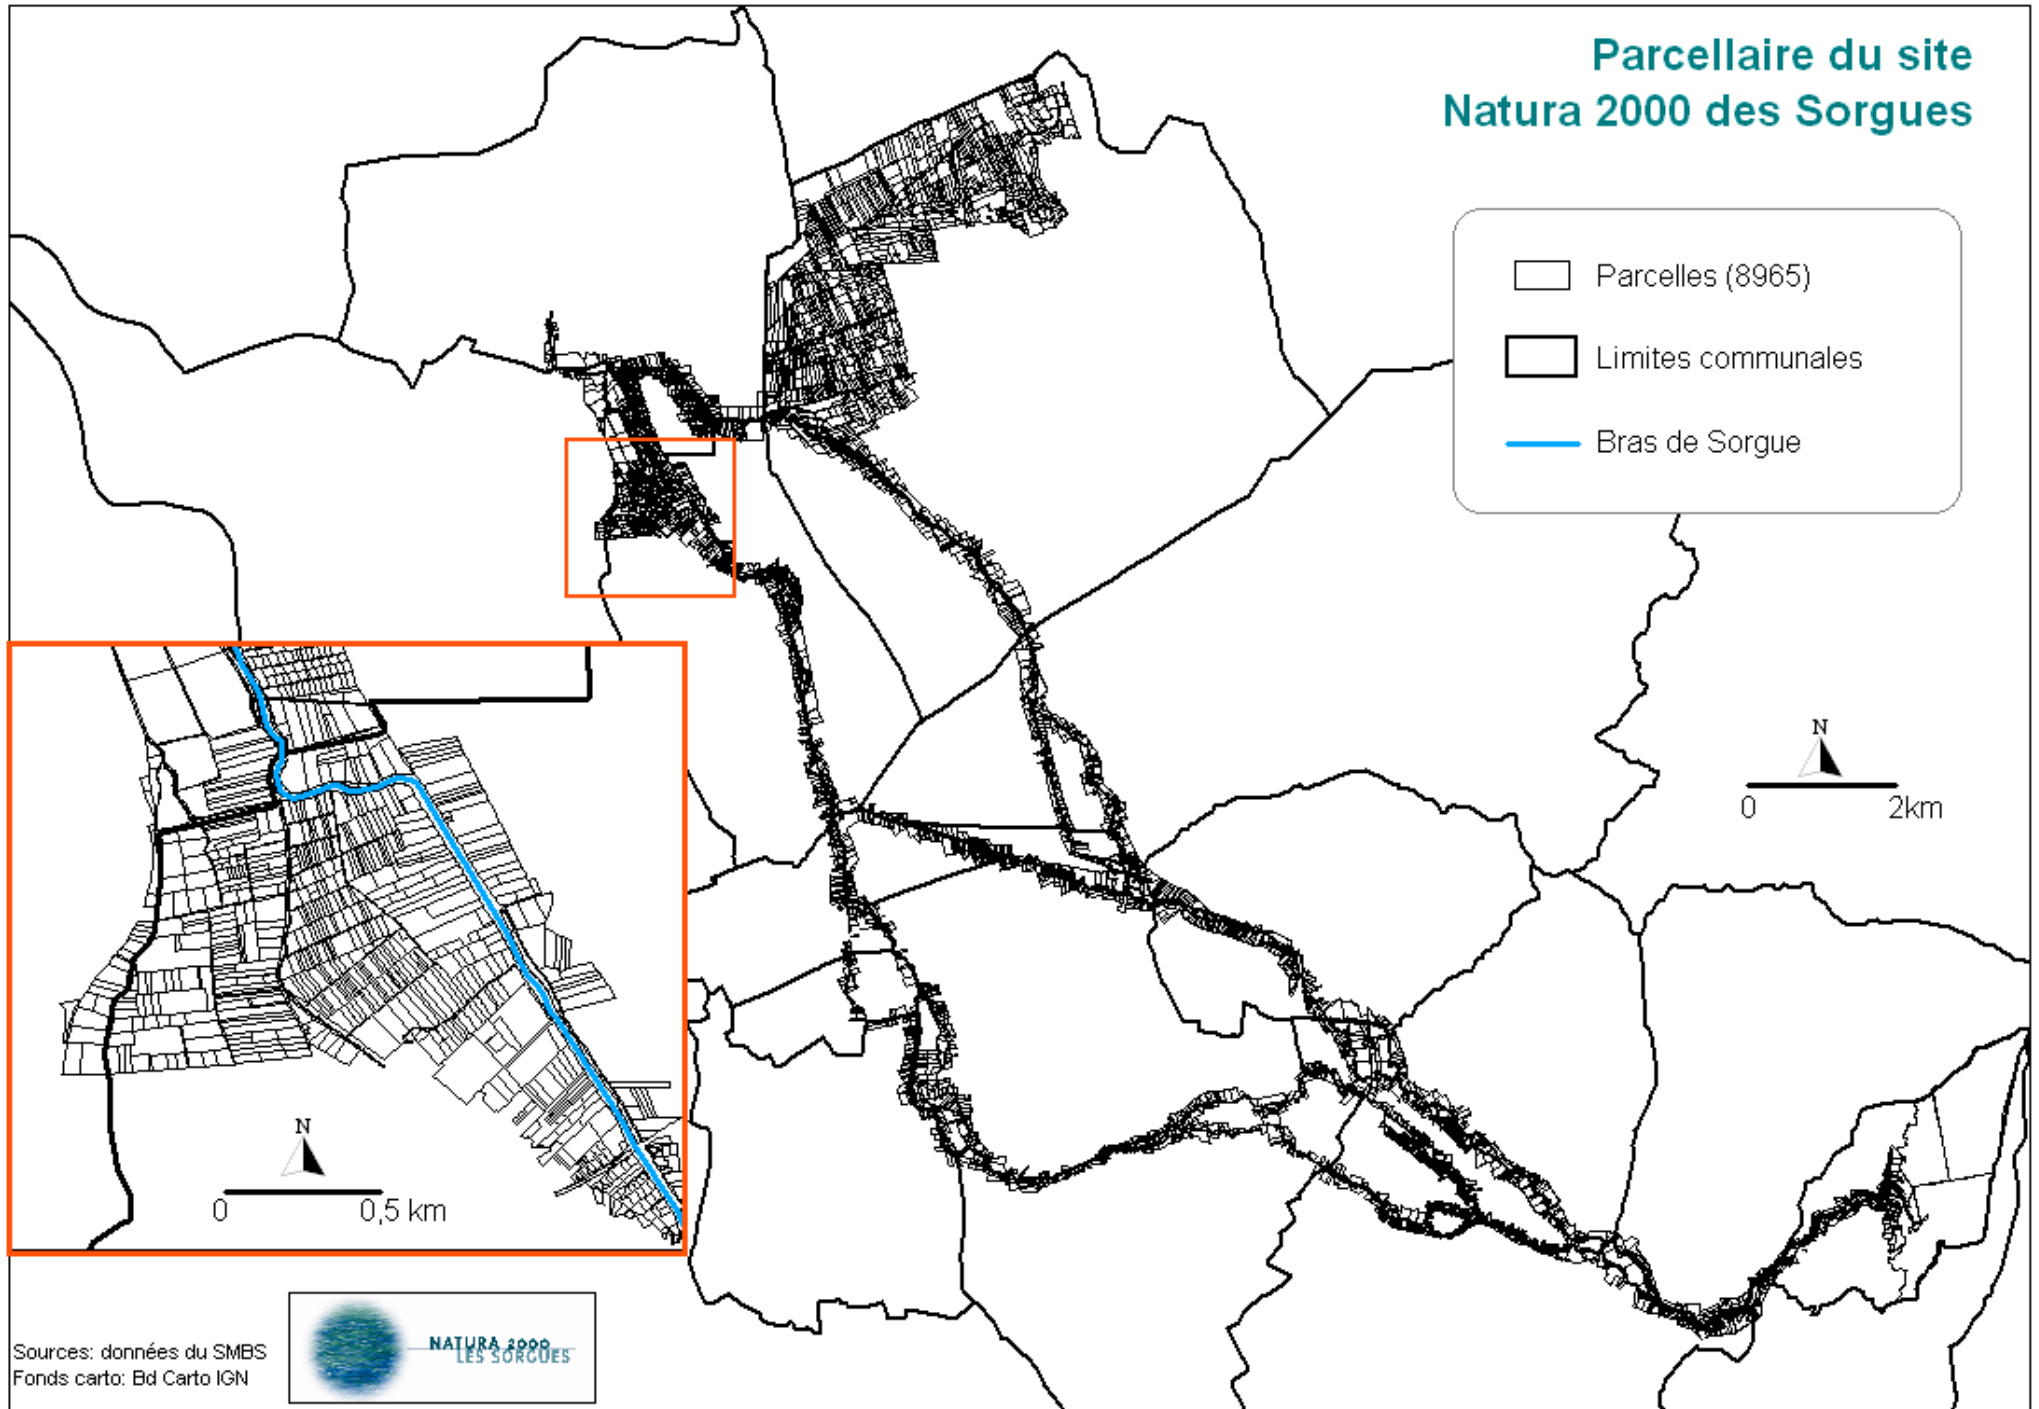 Parcellaire du site
Natura 2000 des Sorgues
Parcelles (8965)
Limites communales
Bras de Sorgue
N
0 2km
N
0 0,5 km
Sources: données du SMBS
Fonds carto: Bd Carto IGN
NATURA 2000
LES SORGUES